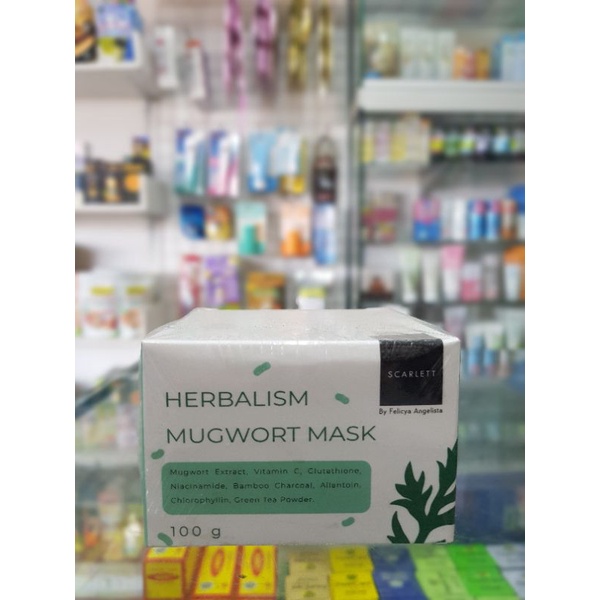 SCARLETT
By Felicya Angelista
HERBALISM
MUGWORT MASK
Mugwort Extract, Vitamin C, Glutathione,
Niacinamide, Bamboo Charcoal, Allantoin,
Chlorophyllin, Green Tea Powder.
100 g